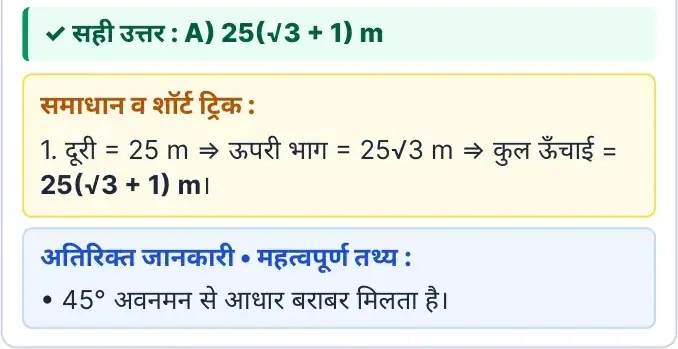 ✓ सही उत्तर : A) 25(√3 + 1) m
समाधान व शॉर्ट ट्रिक :
1. दूरी = 25 m ⇒ ऊपरी भाग = 25√3 m ⇒ कुल ऊँचाई =
25(√3 + 1) m।
अतिरिक्त जानकारी • महत्वपूर्ण तथ्य :
• 45° अवनमन से आधार बराबर मिलता है।